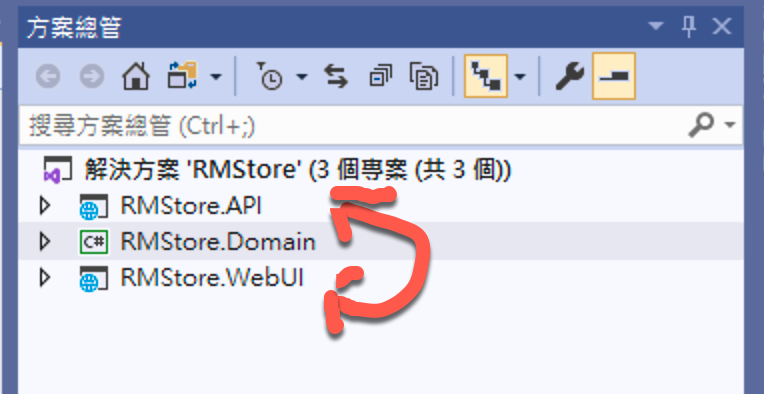 方案總管
搜尋方案總管 (Ctrl+;)
解決方案 'RMStore' (3 個專案 (共 3 個))
RMStore.API
C# RMStore.Domain
RMStore.WebUI